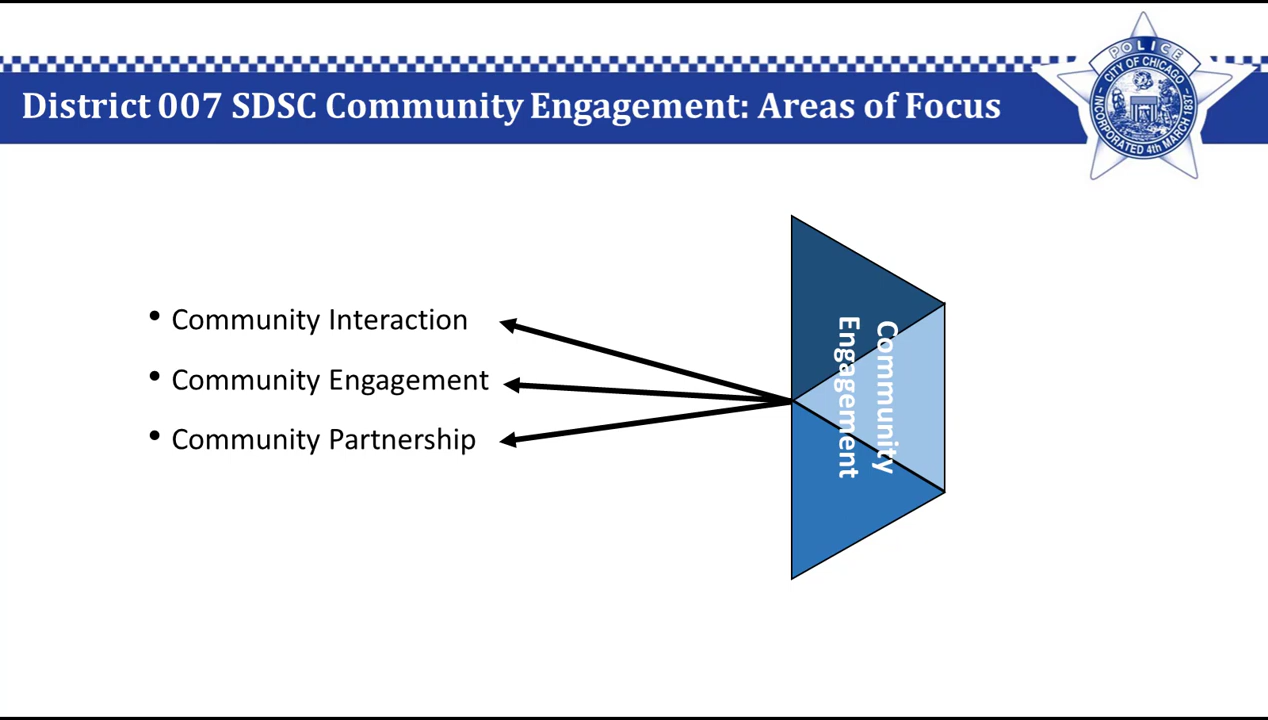 District 007 SDSC Community Engagement: Areas of Focus
POLICE
CITY OF CHICAGO
INCORPORATED 4th MARCH 1837
• Community Interaction
• Community Engagement
• Community Partnership
Community
Engagement